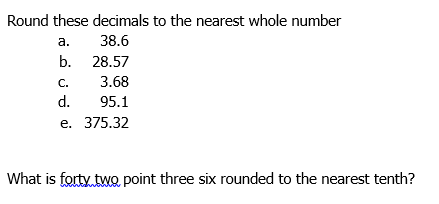 Round these decimals to the nearest whole number
a. 38.6
b. 28.57
c. 3.68
d. 95.1
e. 375.32
What is forty two point three six rounded to the nearest tenth?